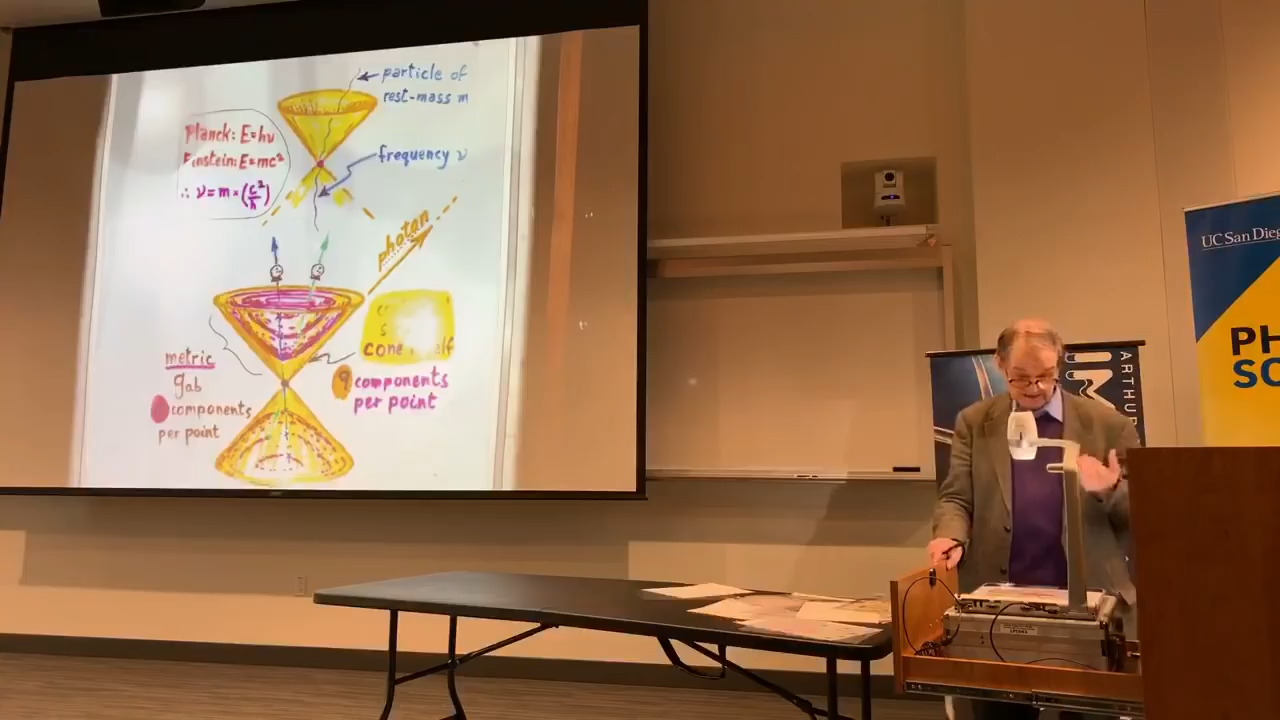 particle of
rest-mass m
Planck: E=hν
Einstein: E=mc²
∴ ν=m×(c²/h)
frequency ν
photon
metric
gab
components
per point
cone
9 components
per point
UC San Dieg
PH
SC
ARTHUR